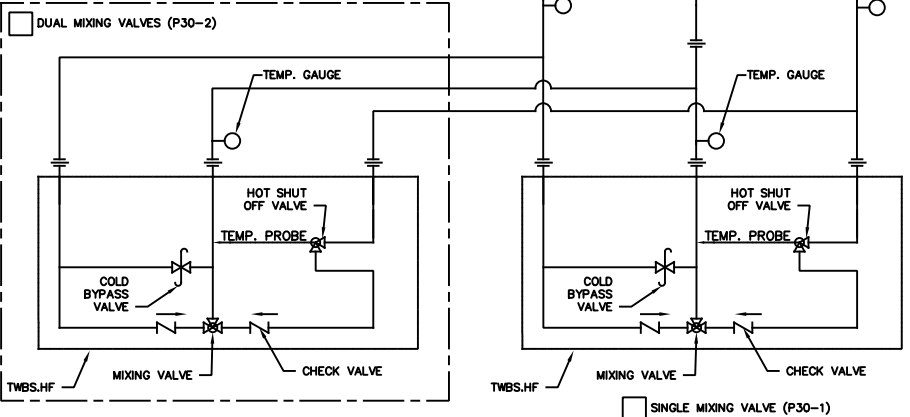 DUAL MIXING VALVES (P30-2)
TEMP. GAUGE
TEMP. GAUGE
HOT SHUT
OFF VALVE
TEMP. PROBE
COLD
BYPASS
VALVE
MIXING VALVE
CHECK VALVE
TWBS.HF
HOT SHUT
OFF VALVE
TEMP. PROBE
COLD
BYPASS
VALVE
MIXING VALVE
CHECK VALVE
TWBS.HF
SINGLE MIXING VALVE (P30-1)